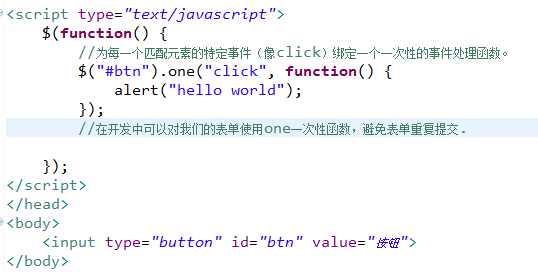 <script type="text/javascript">
$(function() {
//为每一个匹配元素的特定事件（像click）绑定一个一次性的事件处理函数。
$("#btn").one("click", function() {
alert("hello world");
});
//在开发中可以对我们的表单使用one一次性函数，避免表单重复提交.
});
</script>
</head>
<body>
<input type="button" id="btn" value="按钮">
</body>